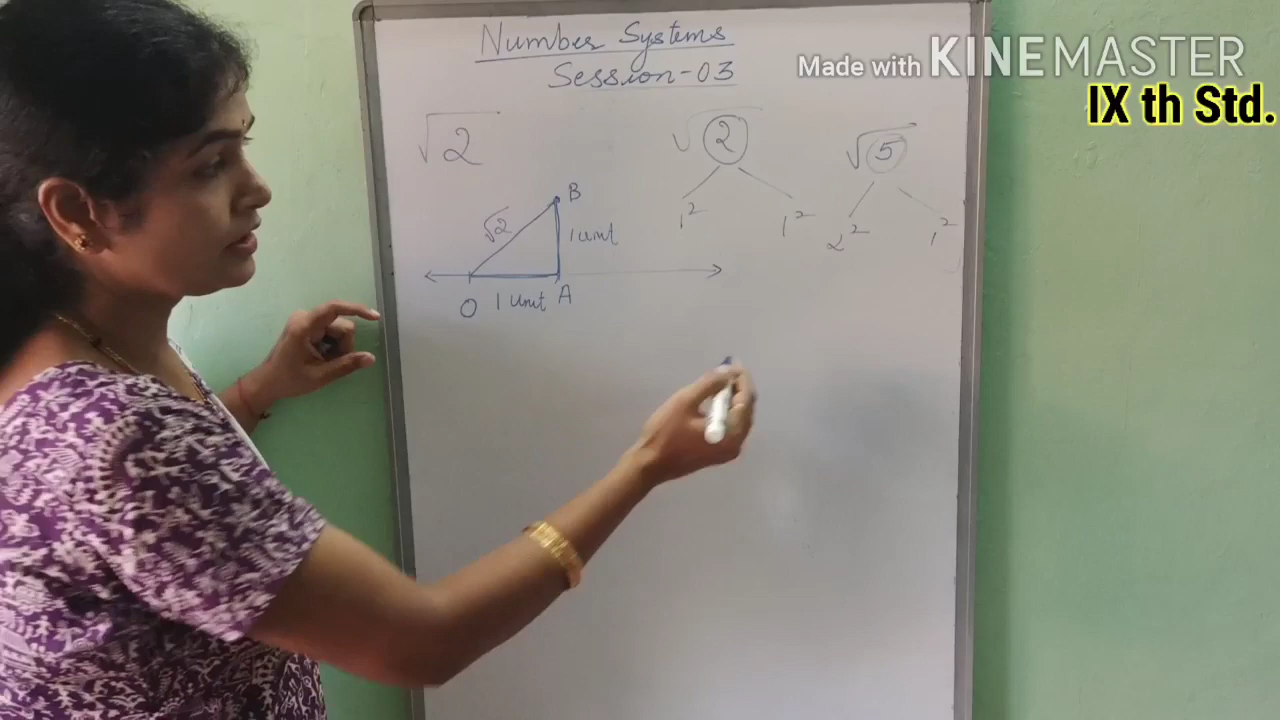 Number Systems
Session-03
Made with KINEMASTER
IX th Std.
√2
√2
1² 1²
√5
2² 1²
B
√2
1 unit
O 1 unit A